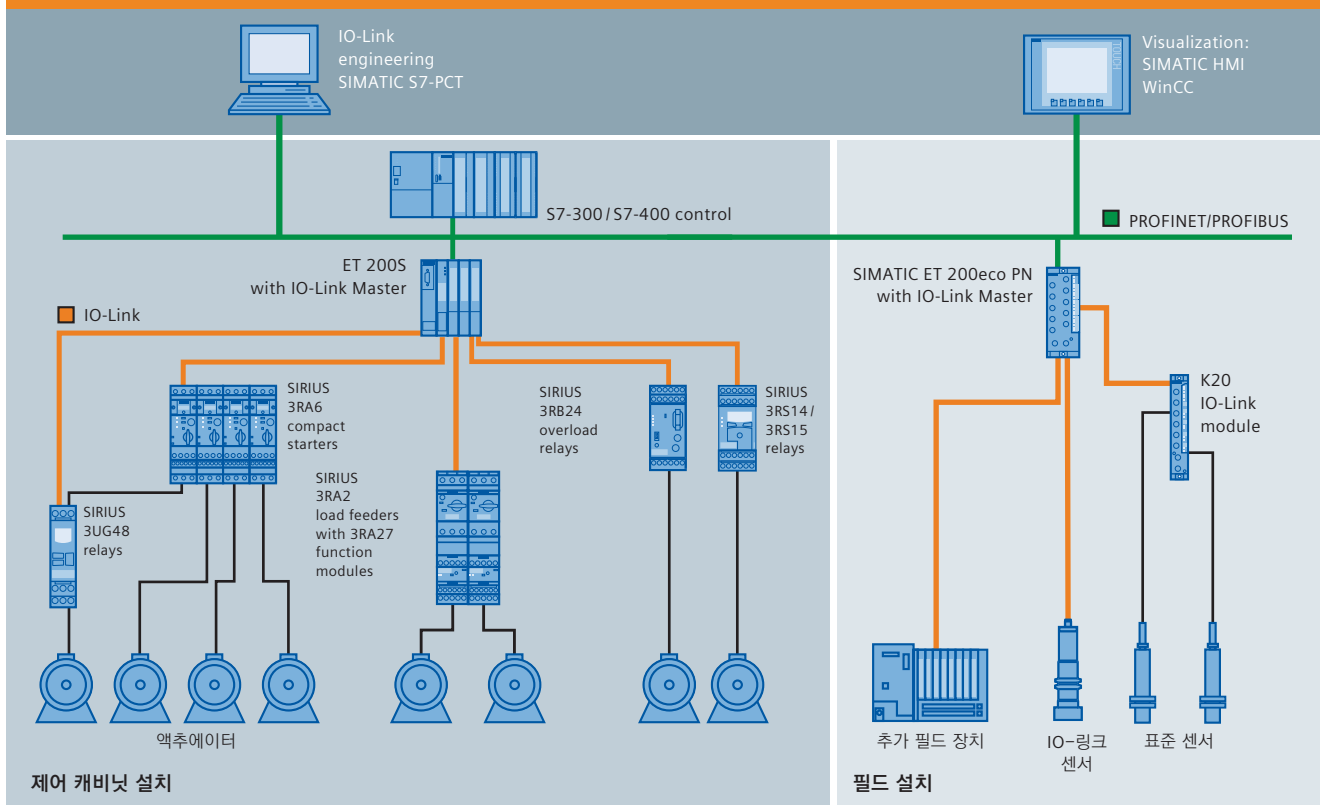 IO-Link
engineering
SIMATIC S7-PCT
Visualization:
SIMATIC HMI
WinCC
S7-300/S7-400 control
PROFINET/PROFIBUS
ET 200S
with IO-Link Master
SIMATIC ET 200eco PN
with IO-Link Master
IO-Link
SIRIUS
3RA6
compact
starters
SIRIUS
3RB24
overload
relays
SIRIUS
3RS14/
3RS15
relays
K20
IO-Link
module
SIRIUS
3UG48
relays
SIRIUS
3RA2
load feeders
with 3RA27
function
modules
액추에이터
추가 필드 장치
IO-링크
센서
표준 센서
제어 캐비닛 설치
필드 설치